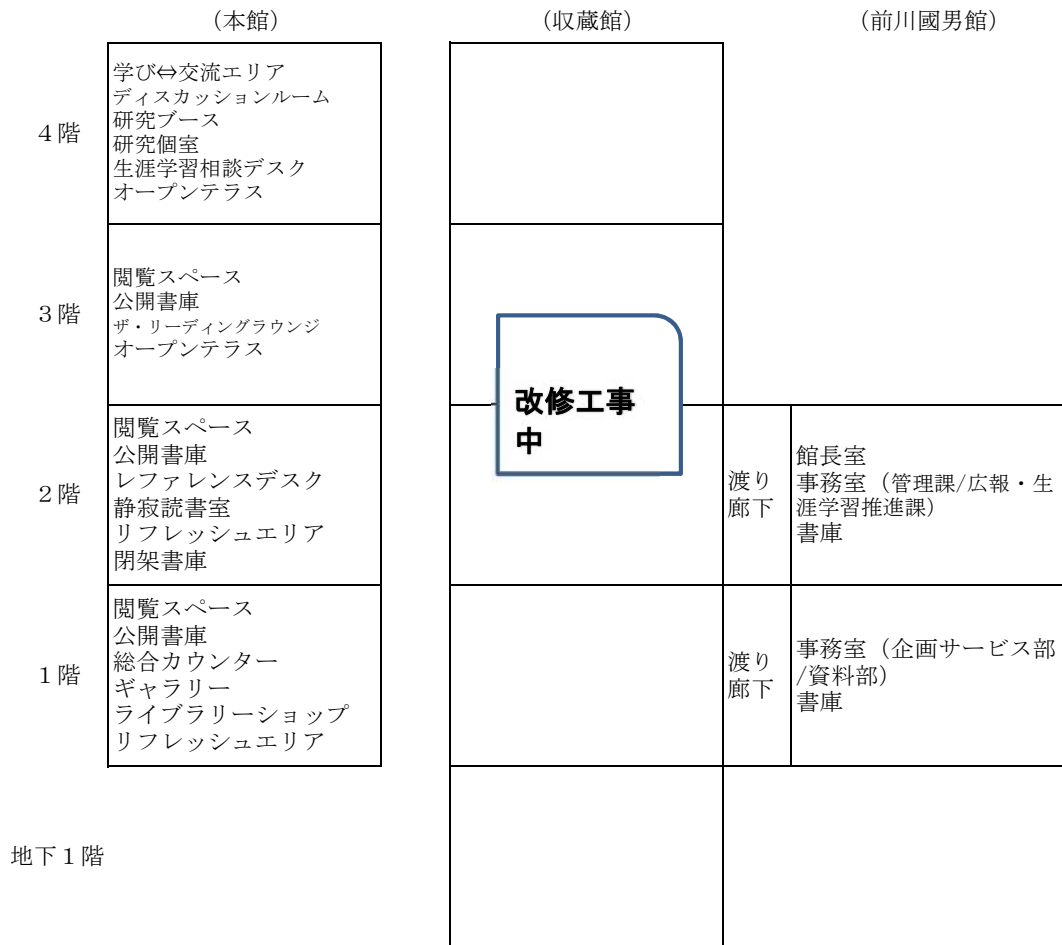 （本館）
（収蔵館）
（前川國男館）
４階
学び⇔交流エリア
ディスカッションルーム
研究ブース
研究個室
生涯学習相談デスク
オープンテラス
３階
閲覧スペース
公開書庫
ザ・リーディングラウンジ
オープンテラス
改修工事
中
２階
閲覧スペース
公開書庫
レファレンスデスク
静寂読書室
リフレッシュエリア
閉架書庫
渡り
廊下
館長室
事務室（管理課/広報・生
涯学習推進課）
書庫
１階
閲覧スペース
公開書庫
総合カウンター
ギャラリー
ライブラリーショップ
リフレッシュエリア
渡り
廊下
事務室（企画サービス部
/資料部）
書庫
地下１階